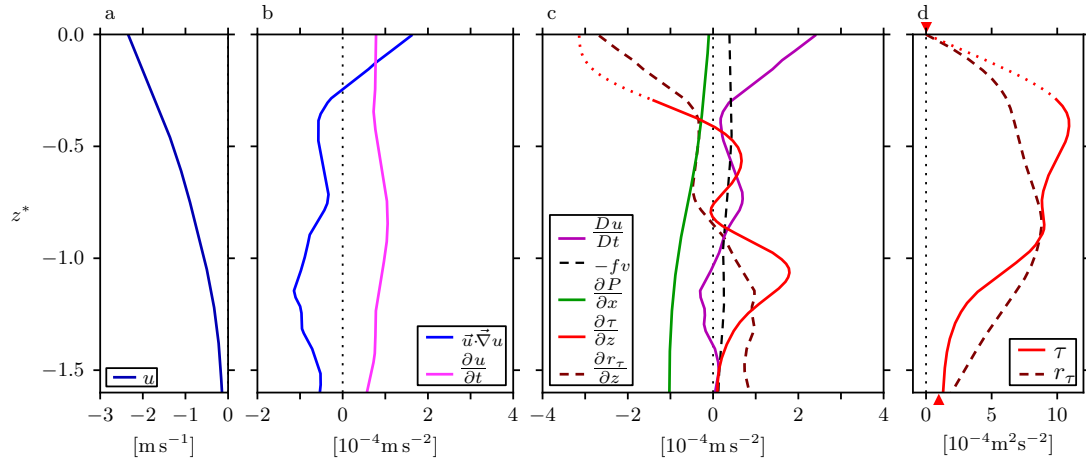 a
b
c
d
0.0
−0.5
−1.0
−1.5
z*
−3 −2 −1 0
[m s⁻¹]
u
−2 0 2 4
[10⁻⁴m s⁻²]
u⃗·∇⃗u
∂u/∂t
−4 −2 0 2 4
[10⁻⁴m s⁻²]
Du/Dt
−fv
∂P/∂x
∂τ/∂z
∂r_τ/∂z
0 5 10
[10⁻⁴m²s⁻²]
τ
r_τ